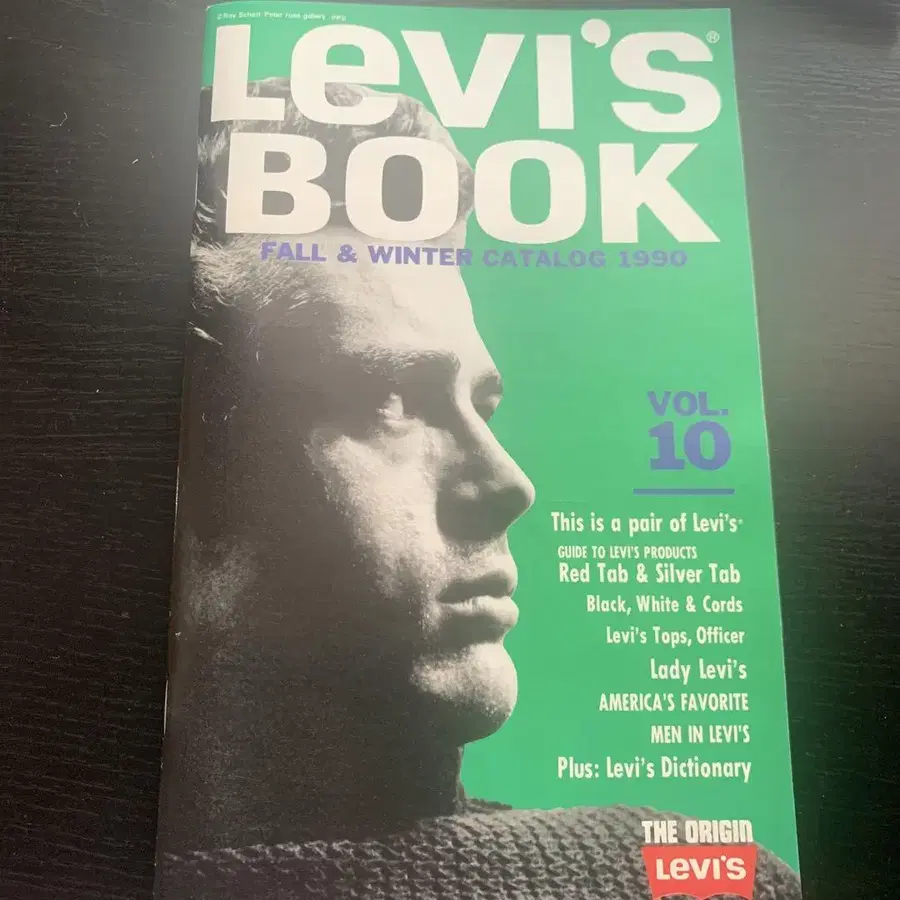 Levi's®
BOOK®
FALL & WINTER CATALOG 1990
VOL.
10
This is a pair of Levi's®
GUIDE TO LEVI'S PRODUCTS
Red Tab & Silver Tab
Black, White & Cords
Levi's Tops, Officer
Lady Levi's
AMERICA'S FAVORITE
MEN IN LEVI'S
Plus: Levi's Dictionary
THE ORIGIN
Levi's